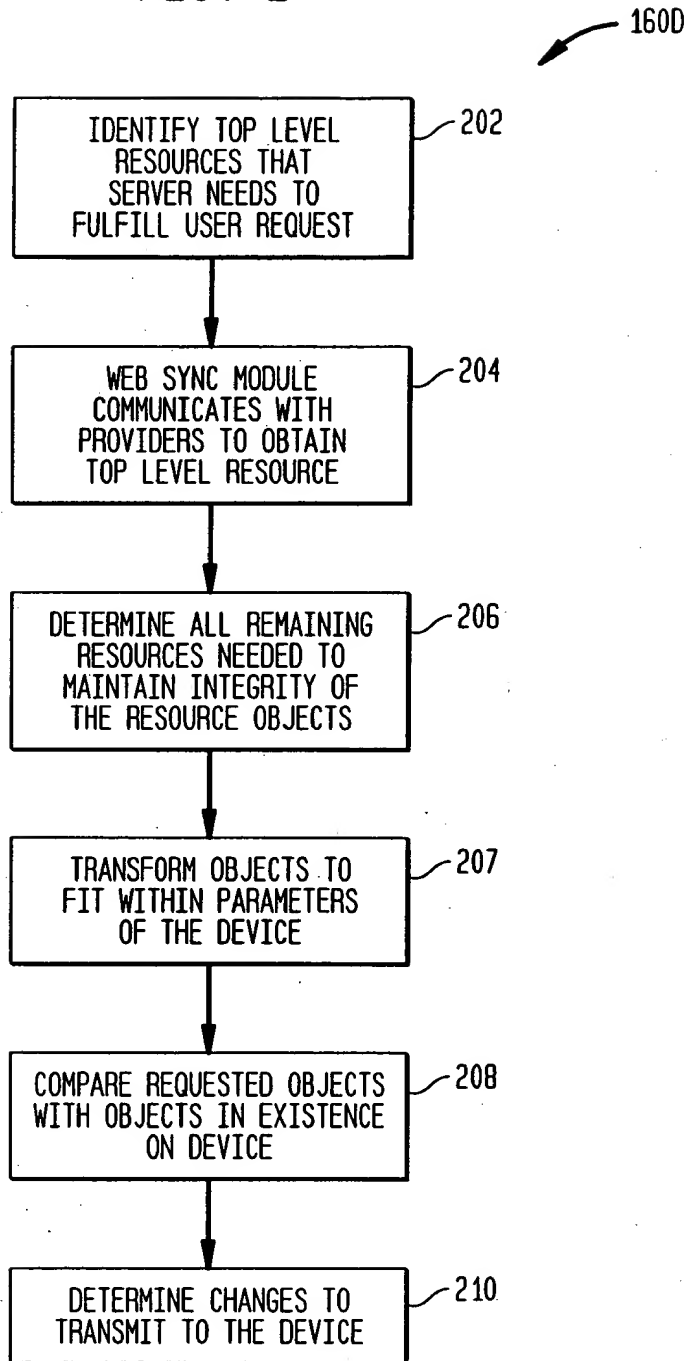 160D
IDENTIFY TOP LEVEL
RESOURCES THAT
SERVER NEEDS TO
FULFILL USER REQUEST
202
WEB SYNC MODULE
COMMUNICATES WITH
PROVIDERS TO OBTAIN
TOP LEVEL RESOURCE
204
DETERMINE ALL REMAINING
RESOURCES NEEDED TO
MAINTAIN INTEGRITY OF
THE RESOURCE OBJECTS
206
TRANSFORM OBJECTS TO
FIT WITHIN PARAMETERS
OF THE DEVICE
207
COMPARE REQUESTED OBJECTS
WITH OBJECTS IN EXISTENCE
ON DEVICE
208
DETERMINE CHANGES TO
TRANSMIT TO THE DEVICE
210